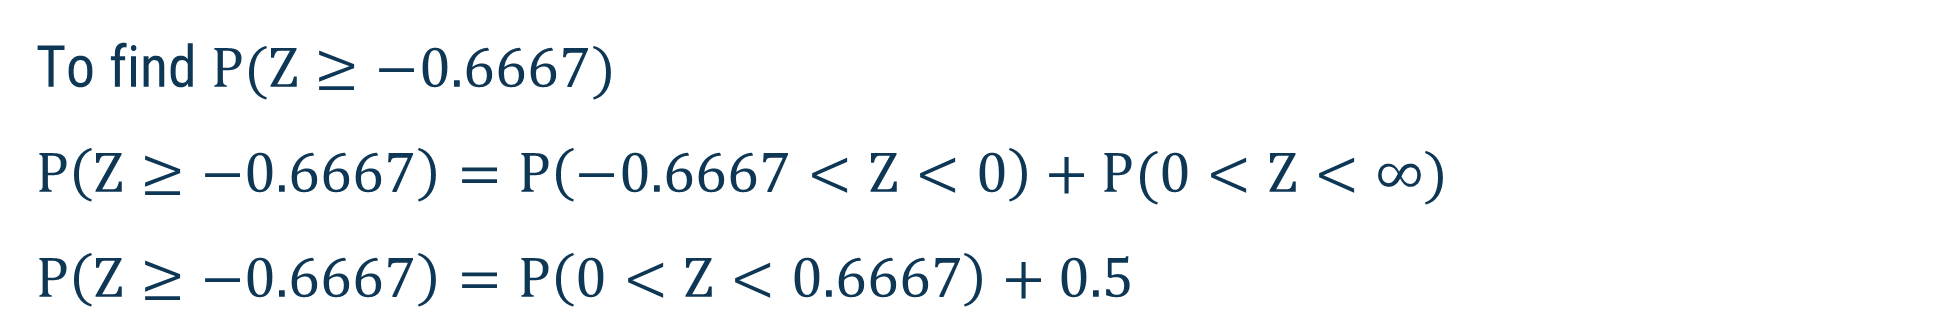 To find P(Z ≥ −0.6667)
P(Z ≥ −0.6667) = P(−0.6667 < Z < 0) + P(0 < Z < ∞)
P(Z ≥ −0.6667) = P(0 < Z < 0.6667) + 0.5